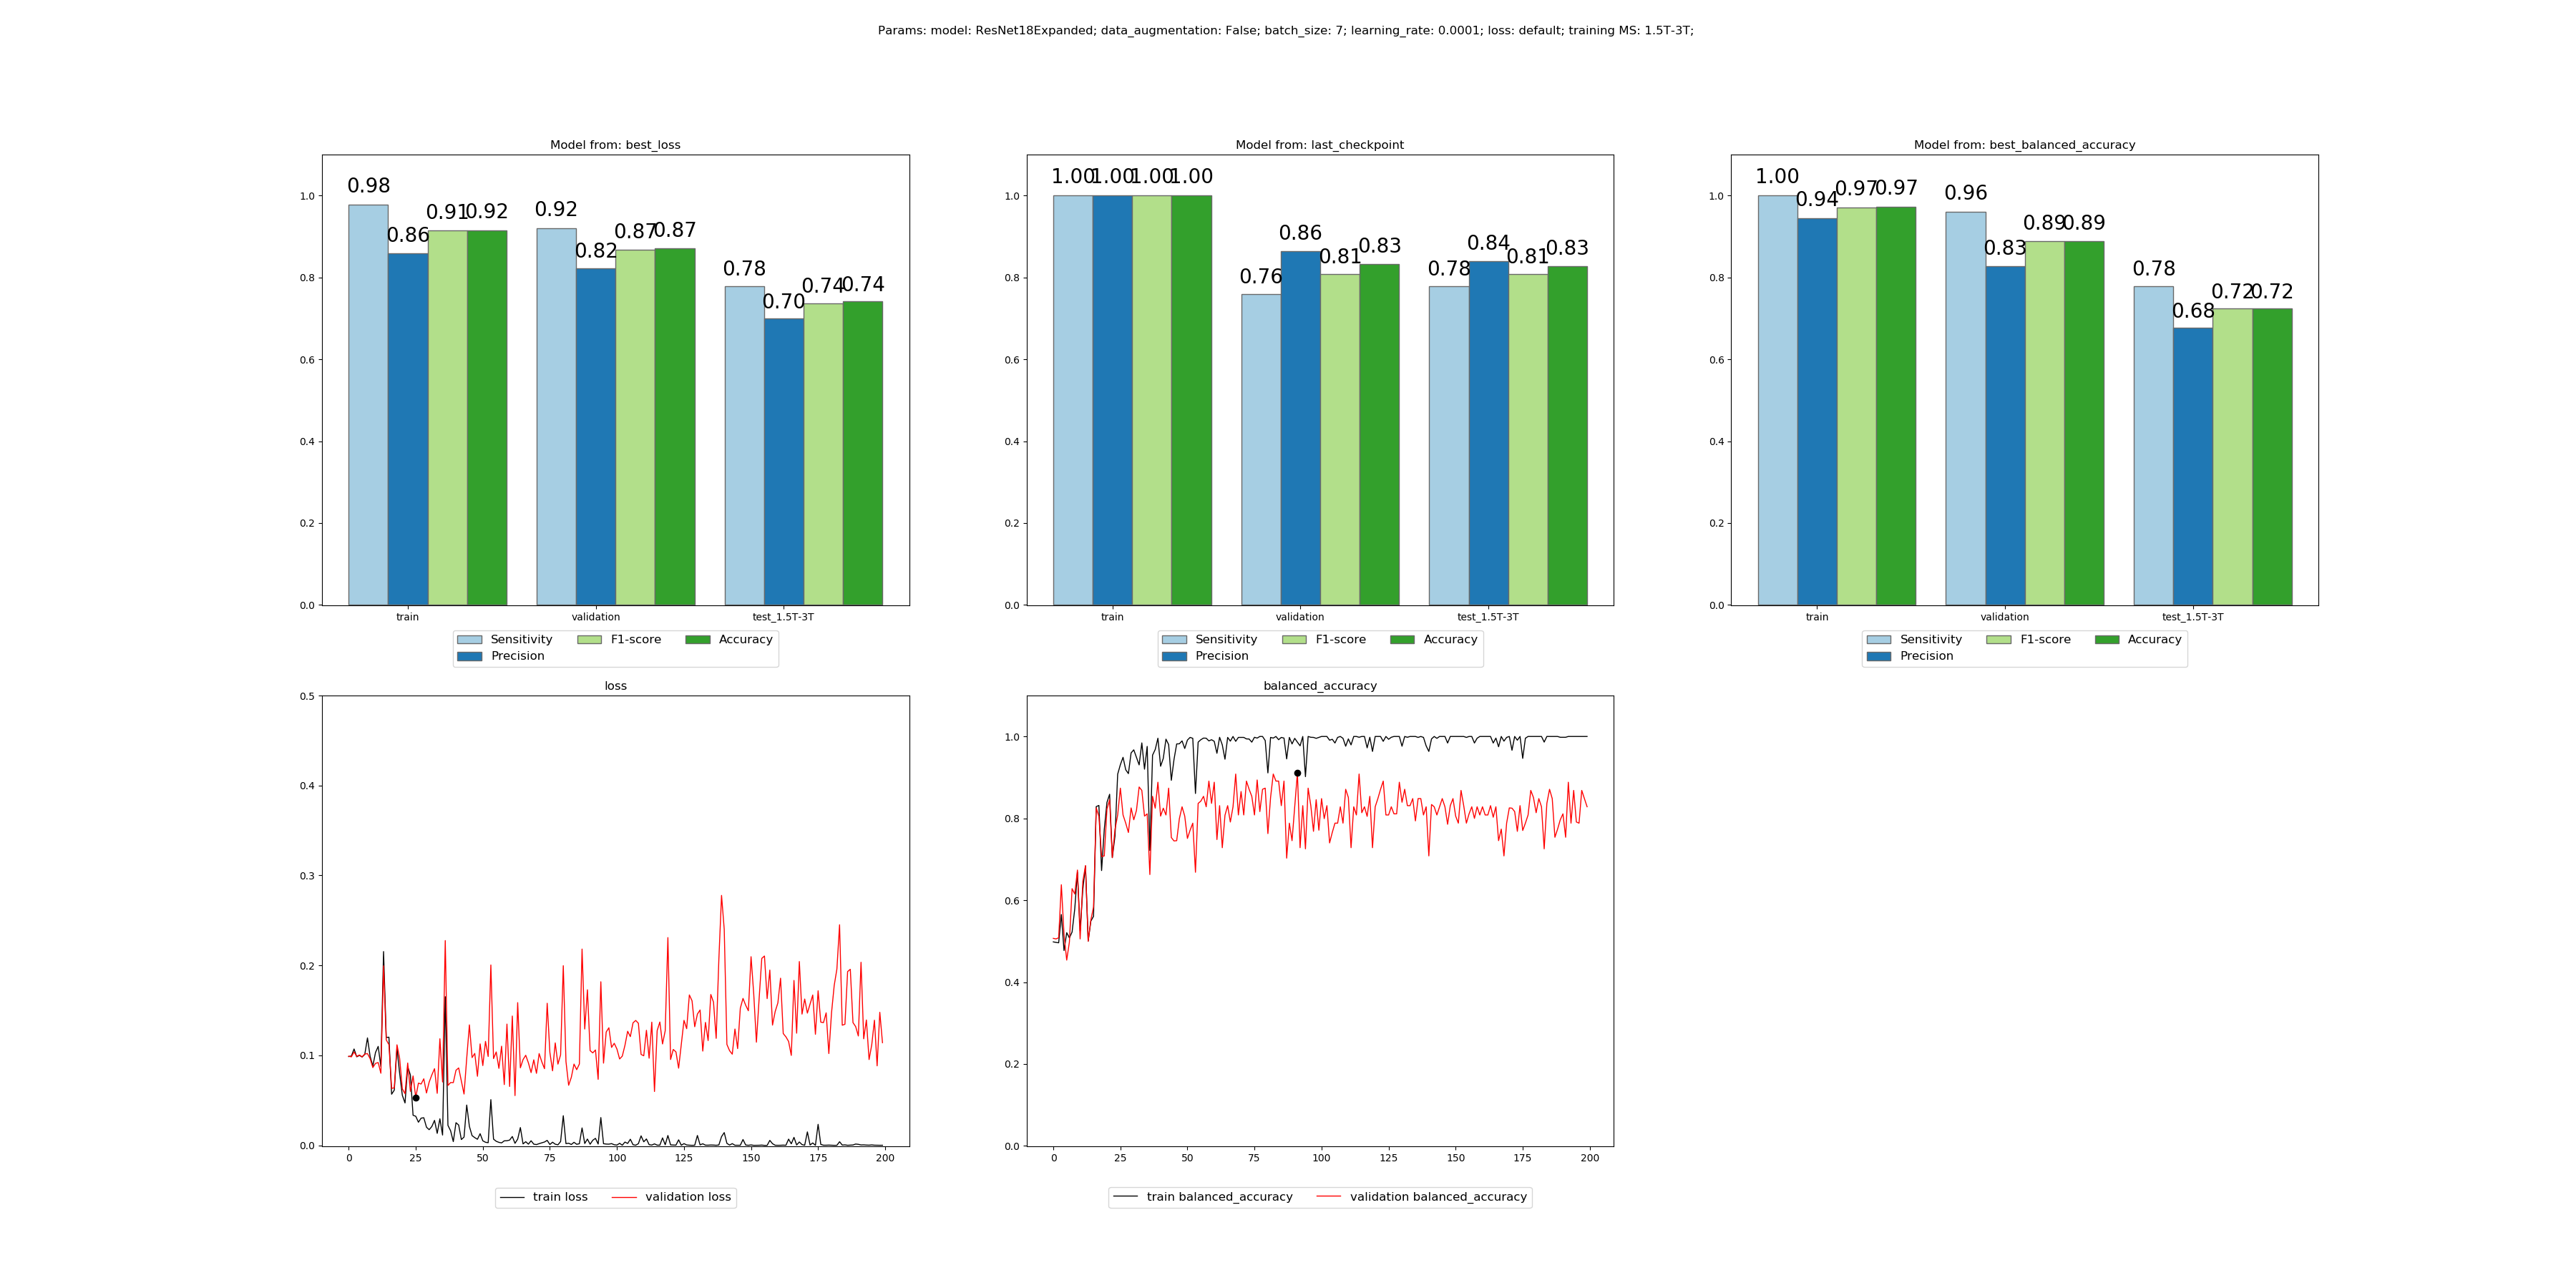 Params: model: ResNet18Expanded; data_augmentation: False; batch_size: 7; learning_rate: 0.0001; loss: default; training MS: 1.5T-3T;
Model from: best_loss
1.0
0.8
0.6
0.4
0.2
0.0
0.98
0.86
0.91
0.92
0.92
0.82
0.87
0.87
0.78
0.70
0.74
0.74
train
validation
test_1.5T-3T
Sensitivity F1-score Accuracy
Precision
Model from: last_checkpoint
1.0
0.8
0.6
0.4
0.2
0.0
1.00
1.00
1.00
1.00
0.76
0.86
0.81
0.83
0.78
0.84
0.81
0.83
train
validation
test_1.5T-3T
Sensitivity F1-score Accuracy
Precision
Model from: best_balanced_accuracy
1.0
0.8
0.6
0.4
0.2
0.0
1.00
0.94
0.97
0.97
0.96
0.83
0.89
0.89
0.78
0.68
0.72
0.72
train
validation
test_1.5T-3T
Sensitivity F1-score Accuracy
Precision
loss
0.5
0.4
0.3
0.2
0.1
0.0
0 25 50 75 100 125 150 175 200
train loss validation loss
balanced_accuracy
1.0
0.8
0.6
0.4
0.2
0.0
0 25 50 75 100 125 150 175 200
train balanced_accuracy validation balanced_accuracy